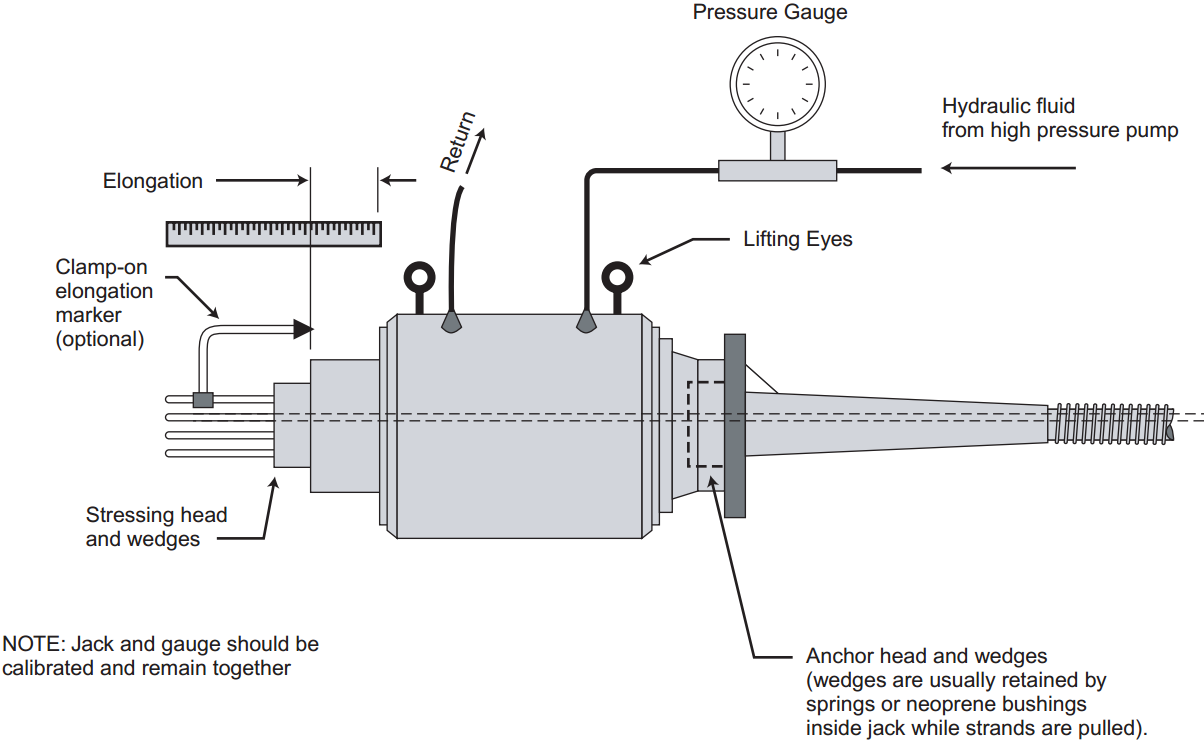 Pressure Gauge
Hydraulic fluid
from high pressure pump
Return
Elongation
Lifting Eyes
Clamp-on
elongation
marker
(optional)
Stressing head
and wedges
NOTE: Jack and gauge should be
calibrated and remain together
Anchor head and wedges
(wedges are usually retained by
springs or neoprene bushings
inside jack while strands are pulled).